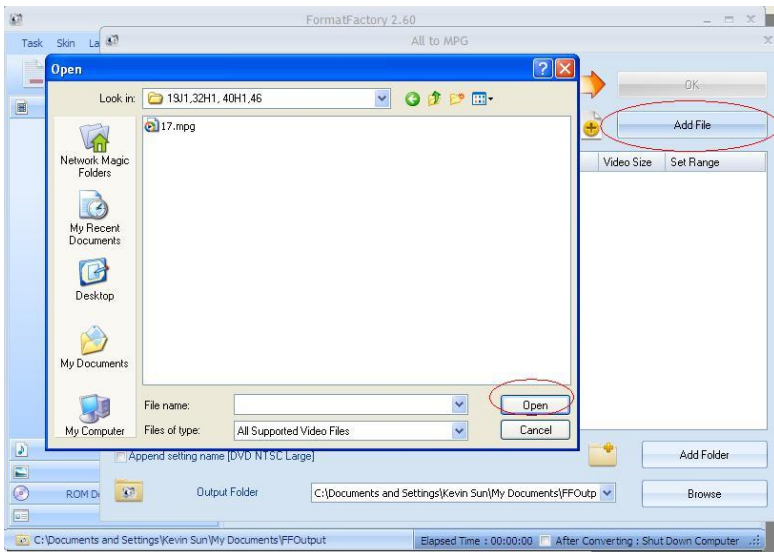 FormatFactory 2.60
Task Skin La
All to MPG
Open
Look in: 19J1,32H1, 40H1,46
17.mpg
Network Magic
Folders
My Recent
Documents
Desktop
My Documents
My Computer
File name:
Open
Files of type: All Supported Video Files
Cancel
OK
Add File
Video Size Set Range
Append setting name [DVD NTSC Large]
Add Folder
ROM D
Output Folder C:\Documents and Settings\Kevin Sun\My Documents\FFOutp
Browse
C:\Documents and Settings\Kevin Sun\My Documents\FFOutput
Elapsed Time : 00:00:00 After Converting : Shut Down Computer